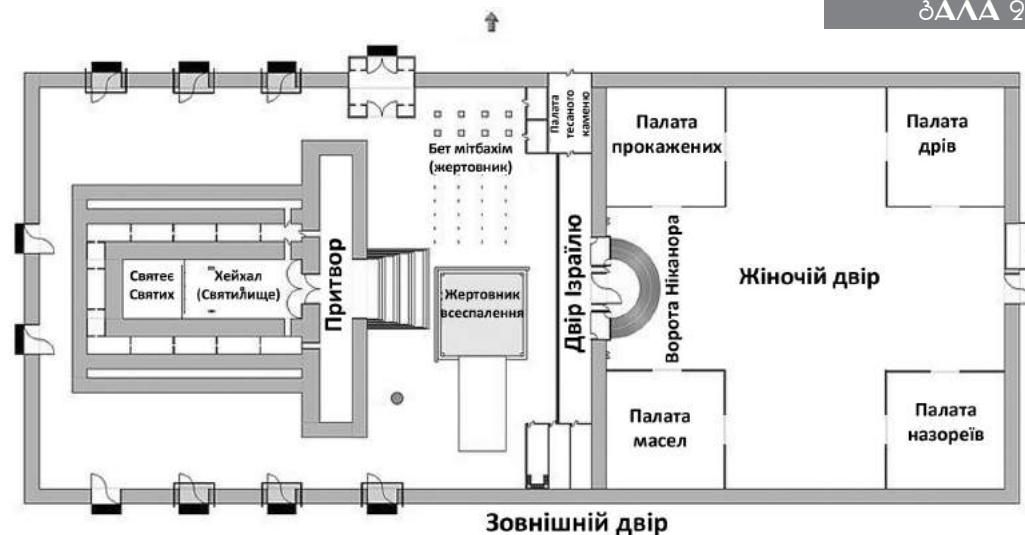 ЗАЛА 2
Палата
тесаного
каменю
Палата
прокажених
Палата
дрів
Бет мітбахім
(жертовник)
Святеє
Святих
Хейхал
(Святилище)
Притвор
Жертовник
всеспалення
Двір Ізраїлю
Ворота Ніканора
Жіночий двір
Палата
масел
Палата
назореїв
Зовнішній двір